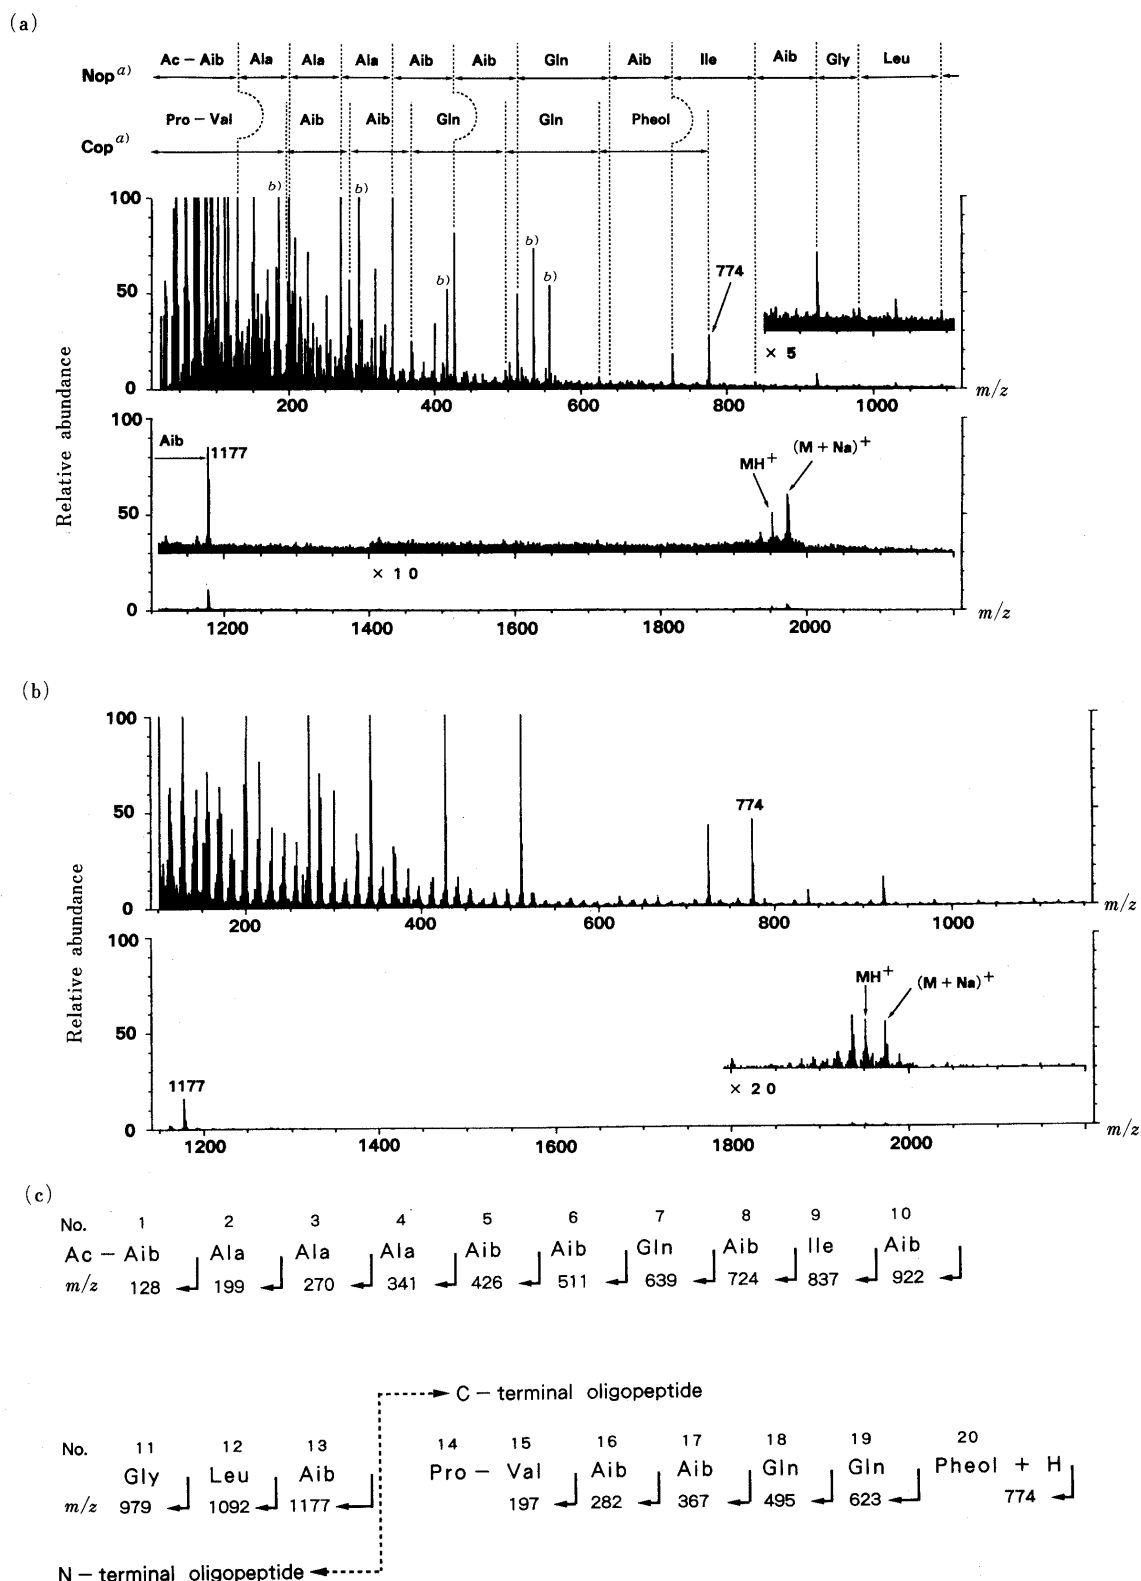 (a)
Ac – Aib Ala Ala Ala Aib Aib Gln Aib Ile Aib Gly Leu
Nop a)
Pro – Val Aib Aib Gln Gln Pheol
Cop a)
100
b) b)
b)
b) b)
774
50
× 5
0
200 400 600 800 1000 m/z
Relative abundance
100
Aib
1177
MH+
(M + Na)+
50
× 10
0
1200 1400 1600 1800 2000 m/z
(b)
100
774
50
0
200 400 600 800 1000 m/z
Relative abundance
100
MH+
(M + Na)+
50
1177
× 20
0
1200 1400 1600 1800 2000 m/z
(c)
No. 1 2 3 4 5 6 7 8 9 10
Ac – Aib Ala Ala Ala Aib Aib Gln Aib Ile Aib
m/z 128 199 270 341 426 511 639 724 837 922
C – terminal oligopeptide
No. 11 12 13 14 15 16 17 18 19 20
Gly Leu Aib Pro – Val Aib Aib Gln Gln Pheol + H
m/z 979 1092 1177 197 282 367 495 623 774
N – terminal oligopeptide